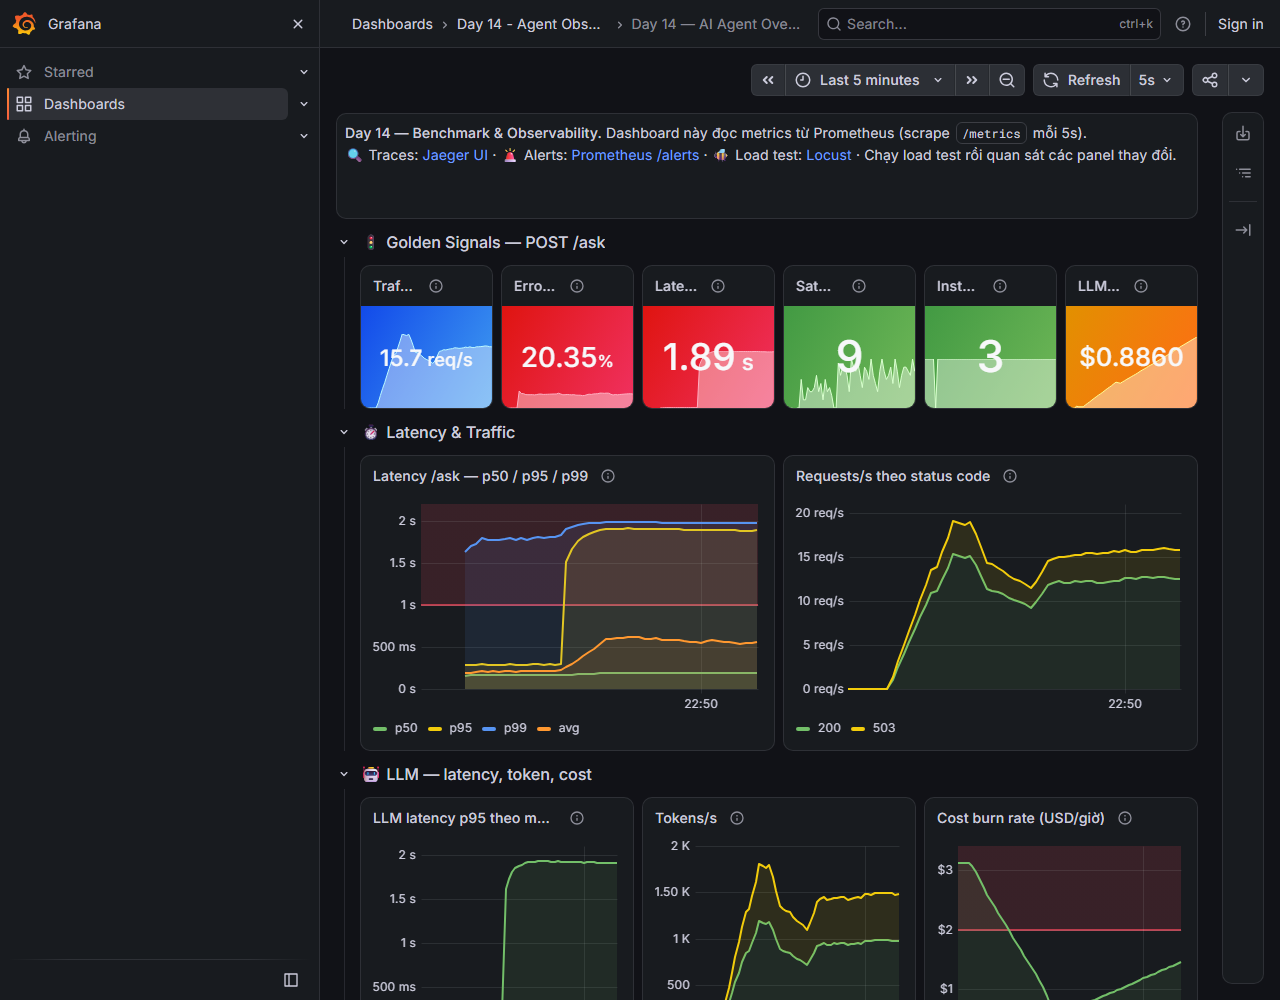 Grafana
Dashboards › Day 14 - Agent Obs... › Day 14 — AI Agent Ove...
Search... ctrl+k
Sign in
Starred
Dashboards
Alerting
Last 5 minutes
Refresh 5s
Day 14 — Benchmark & Observability. Dashboard này đọc metrics từ Prometheus (scrape /metrics mỗi 5s).
🔍 Traces: Jaeger UI · 🚨 Alerts: Prometheus /alerts · 🐝 Load test: Locust · Chạy load test rồi quan sát các panel thay đổi.
🚦 Golden Signals — POST /ask
Traf... Erro... Late... Sat... Inst... LLM...
15.7 req/s 20.35% 1.89 s 9 3 $0.8860
⏱️ Latency & Traffic
Latency /ask — p50 / p95 / p99
2 s
1.5 s
1 s
500 ms
0 s
22:50
p50 p95 p99 avg
Requests/s theo status code
20 req/s
15 req/s
10 req/s
5 req/s
0 req/s
22:50
200 503
🤖 LLM — latency, token, cost
LLM latency p95 theo m...
2 s
1.5 s
1 s
500 ms
Tokens/s
2 K
1.50 K
1 K
500
Cost burn rate (USD/giờ)
$3
$2
$1